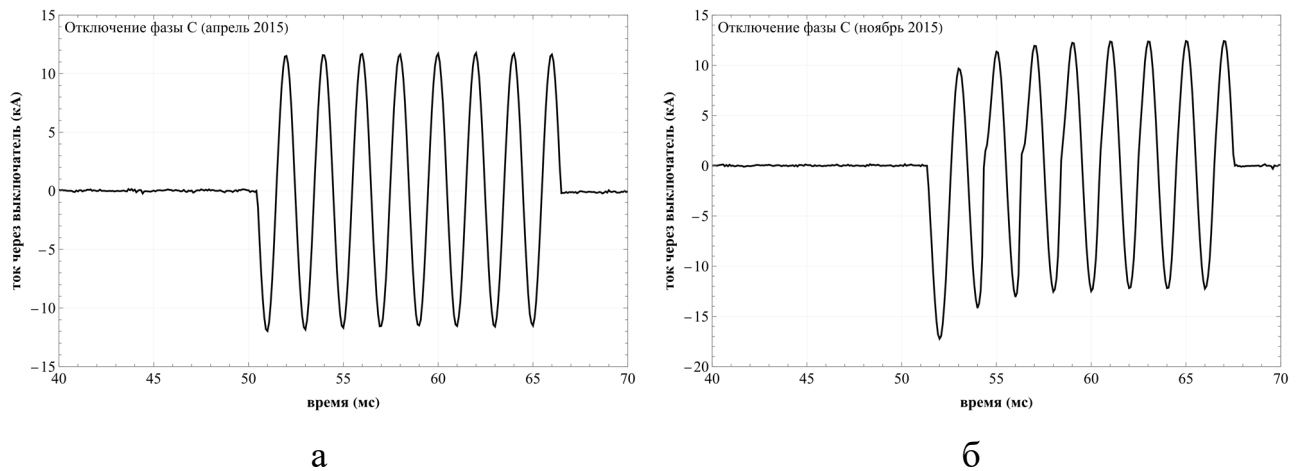 Отключение фазы C (апрель 2015)
ток через выключатель (кА)
15
10
5
0
−5
−10
−15
40 45 50 55 60 65 70
время (мс)
а
Отключение фазы C (ноябрь 2015)
ток через выключатель (кА)
15
10
5
0
−5
−10
−15
−20
40 45 50 55 60 65 70
время (мс)
б